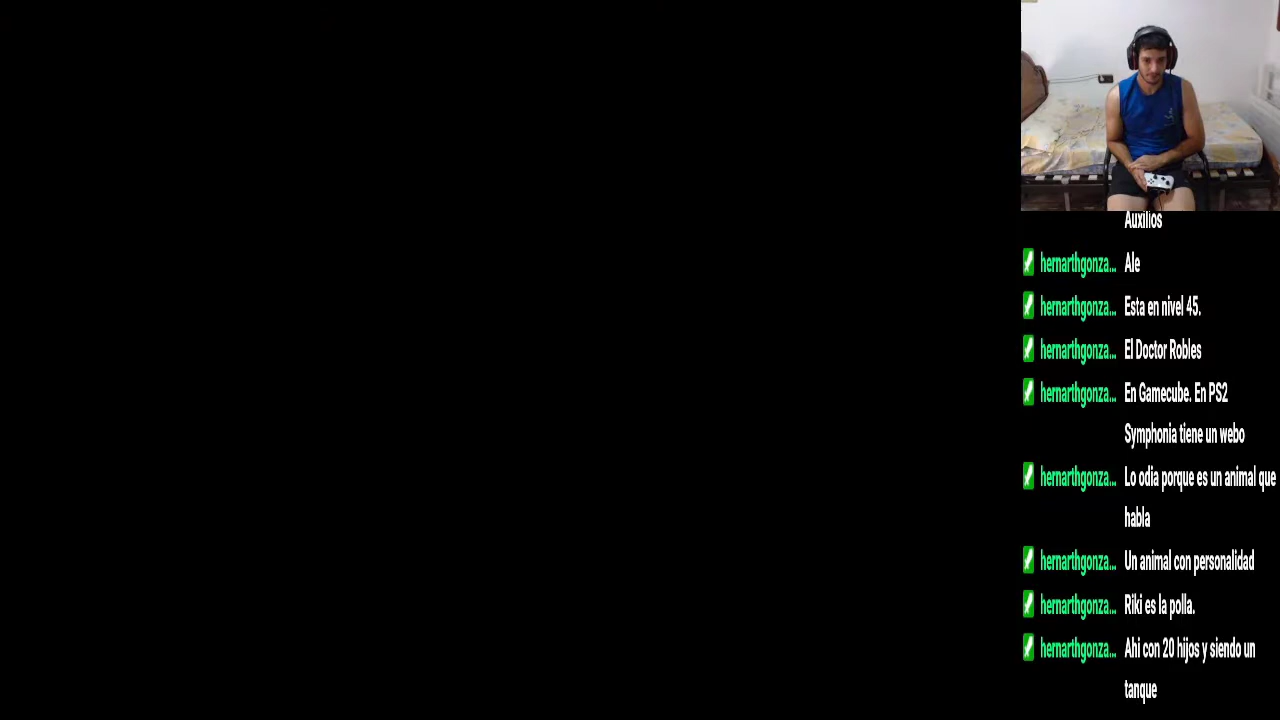 Auxilios
hernarthgonza... Ale
hernarthgonza... Esta en nivel 45.
hernarthgonza... El Doctor Robles
hernarthgonza... En Gamecube. En PS2
Symphonia tiene un webo
hernarthgonza... Lo odia porque es un animal que
habla
hernarthgonza... Un animal con personalidad
hernarthgonza... Riki es la polla.
hernarthgonza... Ahi con 20 hijos y siendo un
tanque